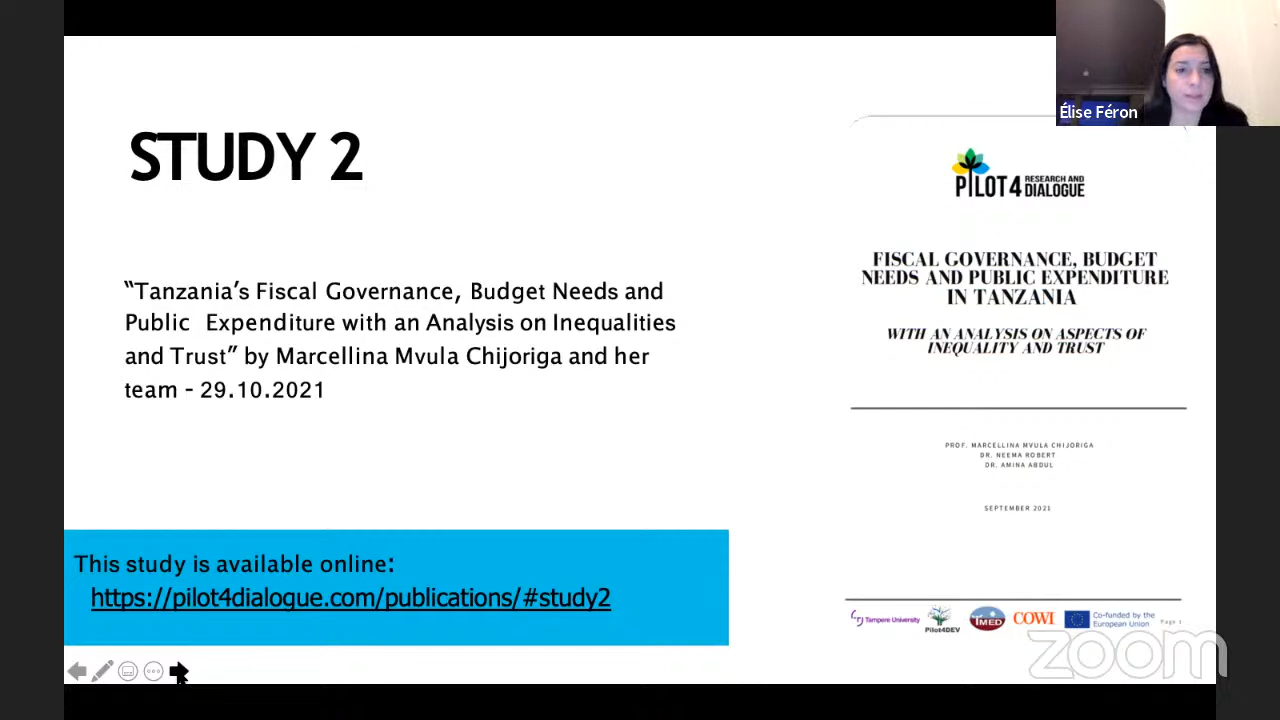 Élise Féron
STUDY 2
“Tanzania’s Fiscal Governance, Budget Needs and
Public Expenditure with an Analysis on Inequalities
and Trust” by Marcellina Mvula Chijoriga and her
team - 29.10.2021
This study is available online:
https://pilot4dialogue.com/publications/#study2
PILOT4 RESEARCH AND
DIALOGUE
FISCAL GOVERNANCE, BUDGET
NEEDS AND PUBLIC EXPENDITURE
IN TANZANIA
WITH AN ANALYSIS ON ASPECTS OF
INEQUALITY AND TRUST
PROF. MARCELLINA MVULA CHIJORIGA
DR. NEEMA ROBERT
DR. AMINA ABDUL
SEPTEMBER 2021
Tampere University
Pilot4DEV
IMED
COWI
Co-funded by the
European Union
Page 1
zoom